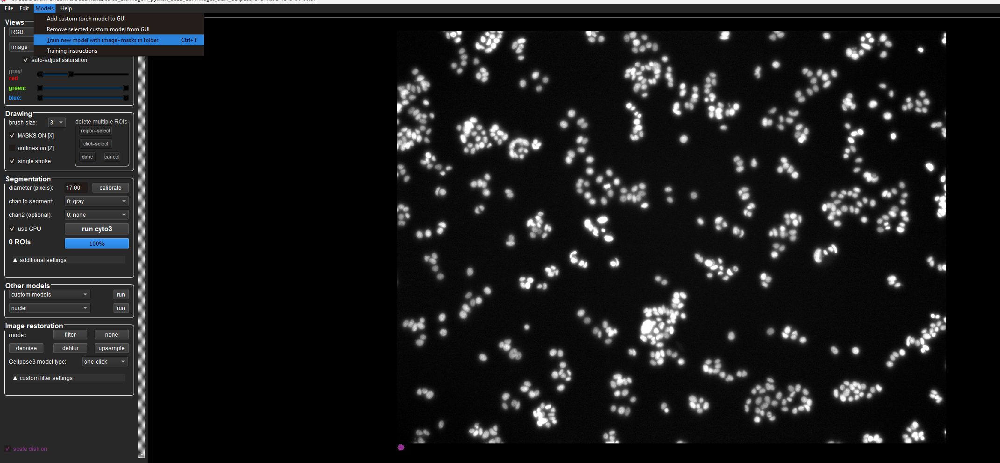 File Edit Models Help
Add custom torch model to GUI
Remove selected custom model from GUI
Train new model with image+masks in folder Ctrl+T
Training instructions
Views
RGB
image
auto-adjust saturation
gray/
red
green:
blue:
Drawing
brush size: 3
delete multiple ROIs
region-select
MASKS ON [X]
click-select
outlines on [Z]
done cancel
single stroke
Segmentation
diameter (pixels): 17.00 calibrate
chan to segment: 0: gray
chan2 (optional): 0: none
use GPU run cyto3
0 ROIs 100%
▲ additional settings
Other models
custom models run
nuclei run
Image restoration
mode: filter none
denoise deblur upsample
Cellpose3 model type: one-click
▲ custom filter settings
scale disk on